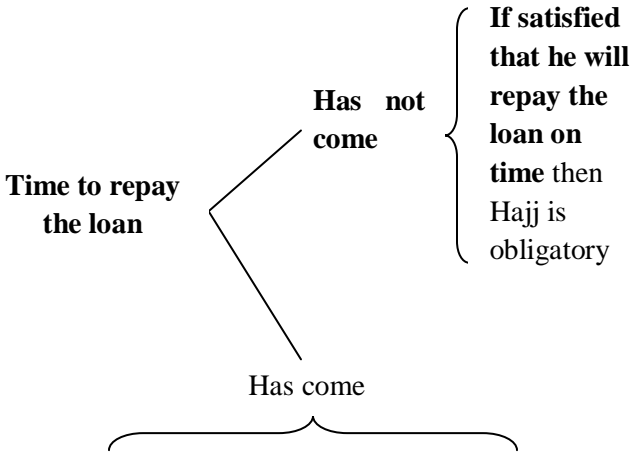 Time to repay
the loan
Has not
come
If satisfied
that he will
repay the
loan on
time then
Hajj is
obligatory
Has come